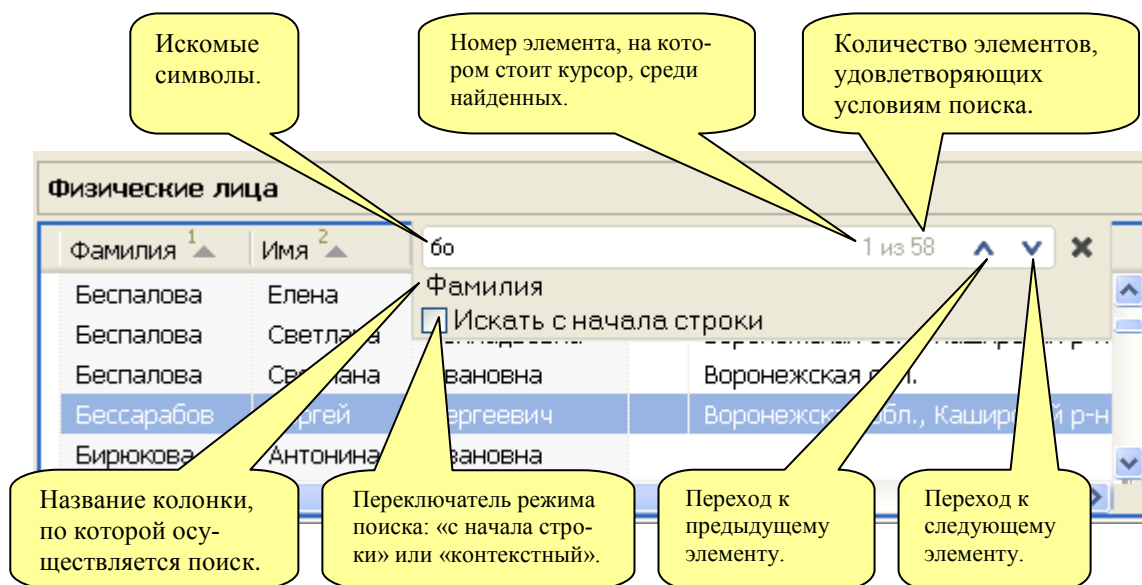 Искомые
символы.
Номер элемента, на кото-
ром стоит курсор, среди
найденных.
Количество элементов,
удовлетворяющих
условиям поиска.
Физические лица
Фамилия 1 Имя 2 бо 1 из 58
Фамилия
Искать с начала строки
Беспалова Елена
Беспалова Светлана
Беспалова Светлана Ивановна Воронежская обл.
Бессарабов Сергей Сергеевич Воронежская обл., Каширский р-н
Бирюкова Антонина Ивановна
Название колонки,
по которой осу-
ществляется поиск.
Переключатель режима
поиска: «с начала стро-
ки» или «контекстный».
Переход к
предыдущему
элементу.
Переход к
следующему
элементу.